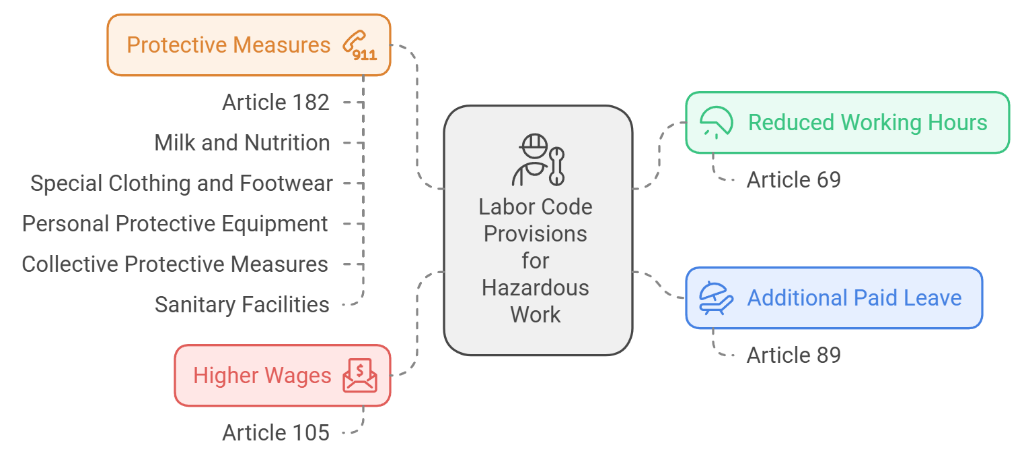 Protective Measures
911
Article 182
Milk and Nutrition
Special Clothing and Footwear
Personal Protective Equipment
Collective Protective Measures
Sanitary Facilities
Higher Wages
$
Article 105
Labor Code
Provisions
for
Hazardous
Work
Reduced Working Hours
Article 69
Additional Paid Leave
Article 89